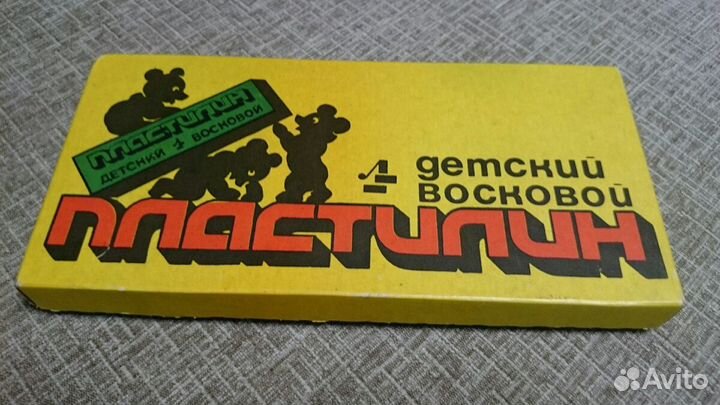 ПЛАСТИЛИН
ДЕТСКИЙ ВОСКОВОЙ
детский
восковой
ПЛАСТИЛИН
Avito